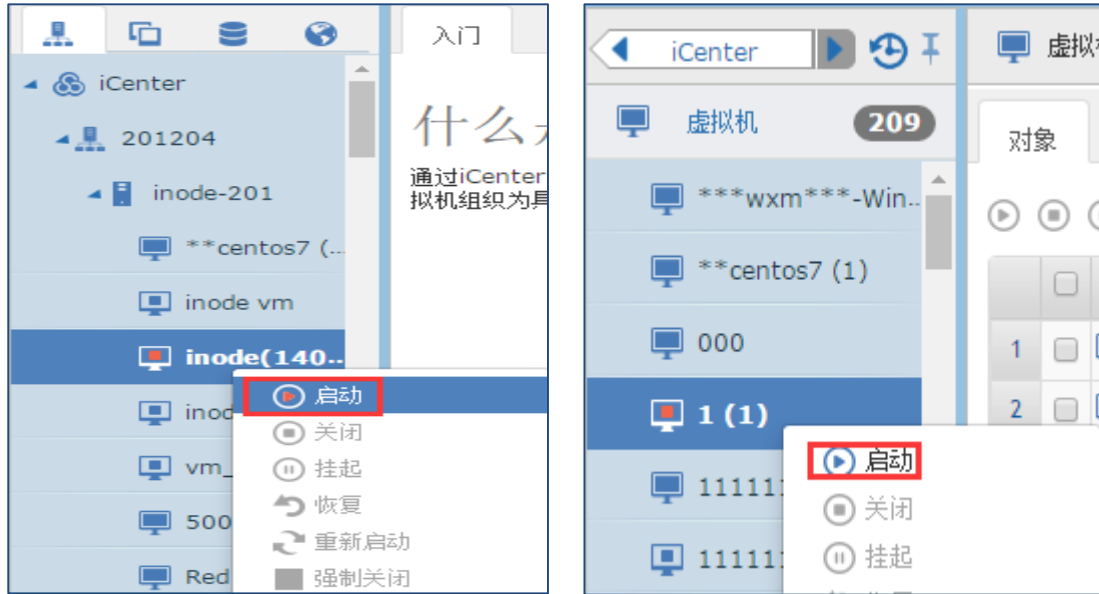 入门
iCenter
201204
inode-201
**centos7 (...
inode vm
inode(140..
inod
vm_
500
Red
什么
通过iCenter
拟机组织为具
启动
关闭
挂起
恢复
重新启动
强制关闭
iCenter
虚拟机
209
***wxm***-Win..
**centos7 (1)
000
1 (1)
11111
11111
虚拟
对象
1
2
启动
关闭
挂起